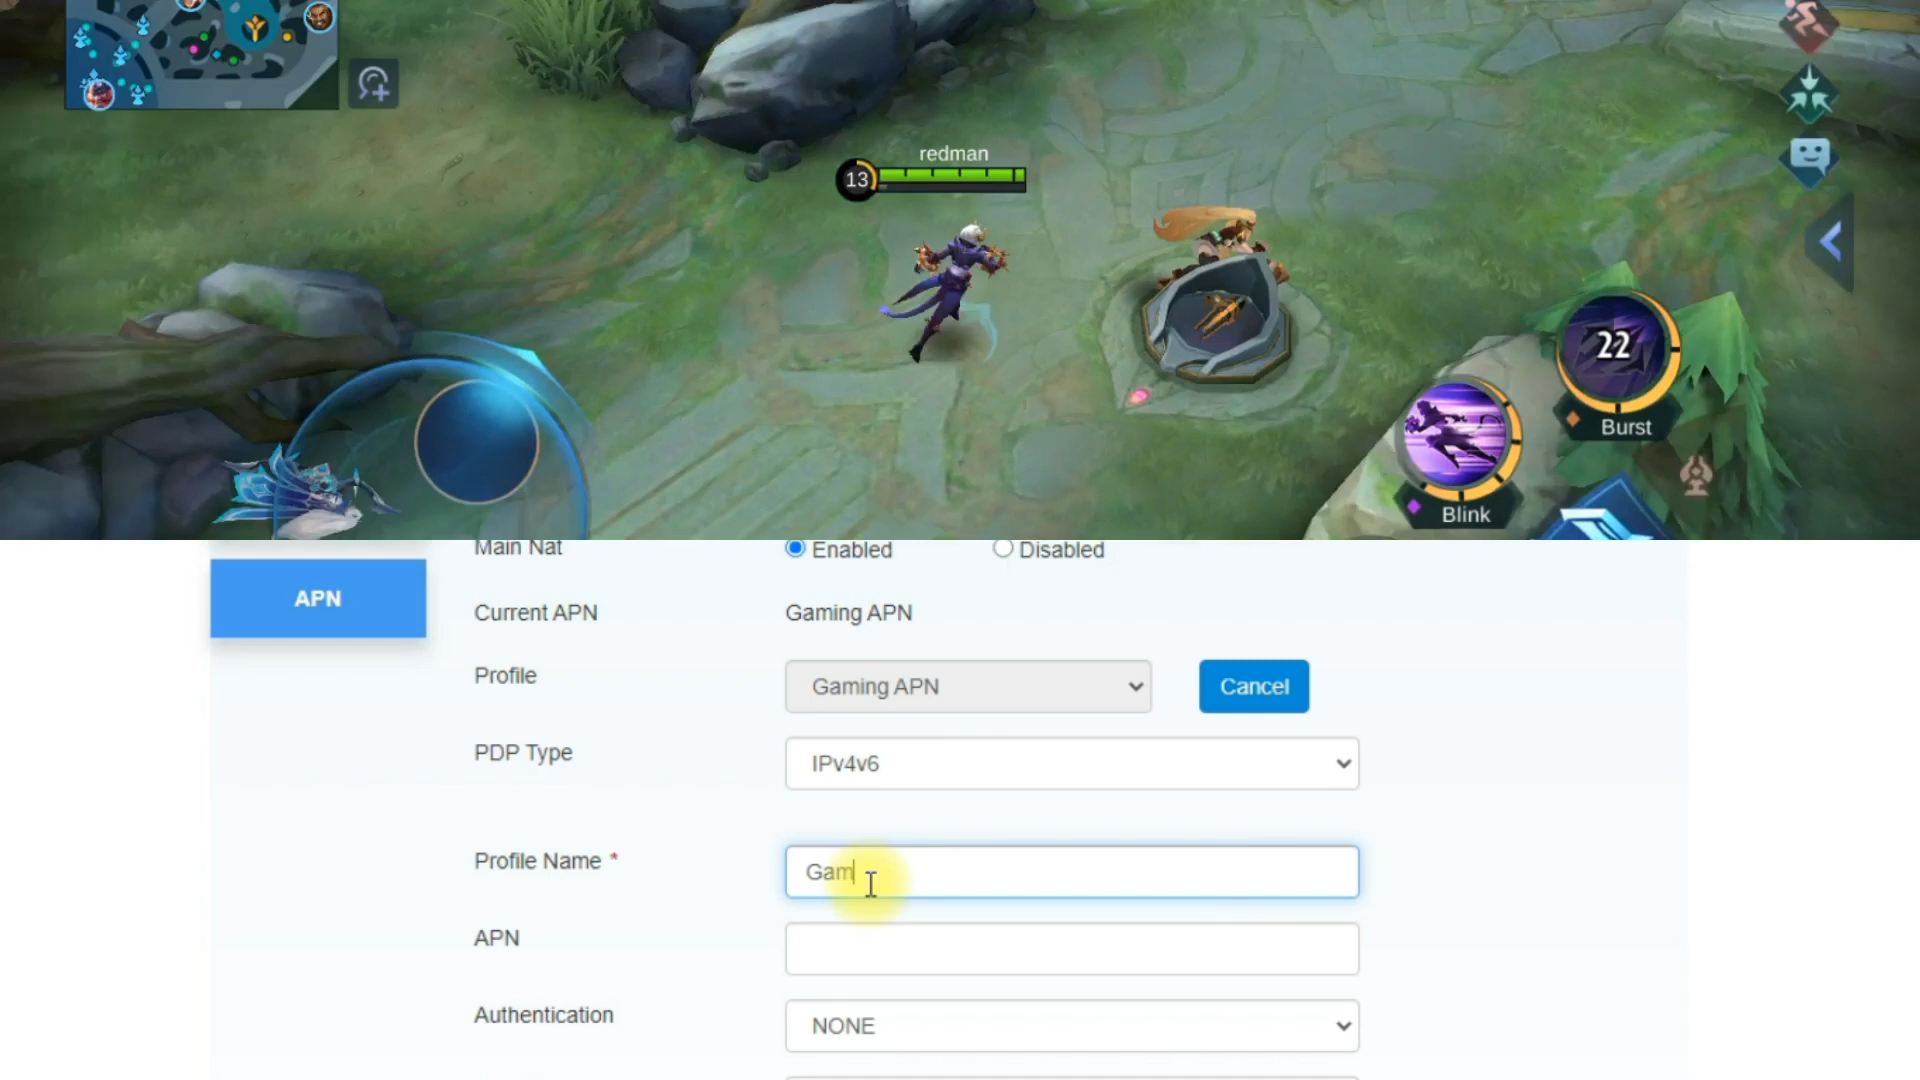 redman
13
22
Burst
Blink
Main Nat Enabled Disabled
APN
Current APN Gaming APN
Profile Gaming APN Cancel
PDP Type IPv4v6
Profile Name * Gam
APN
Authentication NONE